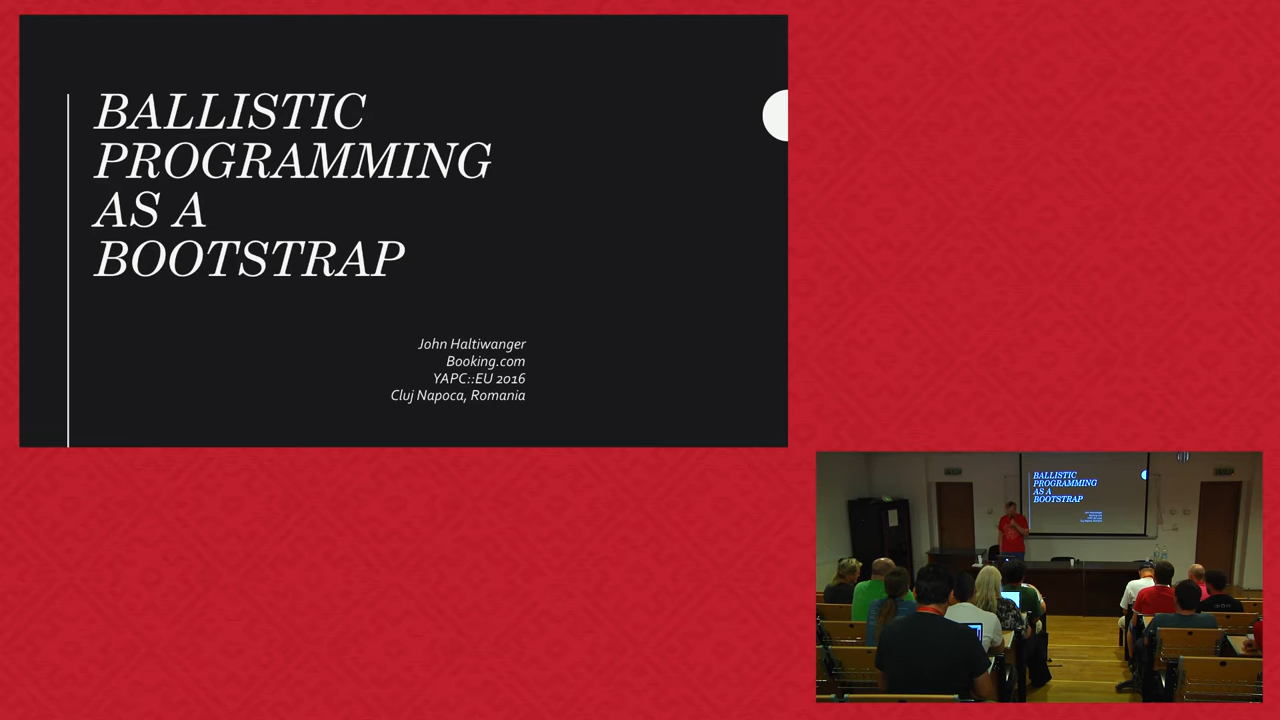 BALLISTIC
PROGRAMMING
AS A
BOOTSTRAP
John Haltiwanger
Booking.com
YAPC::EU 2016
Cluj Napoca, Romania
BALLISTIC
PROGRAMMING
AS A
BOOTSTRAP